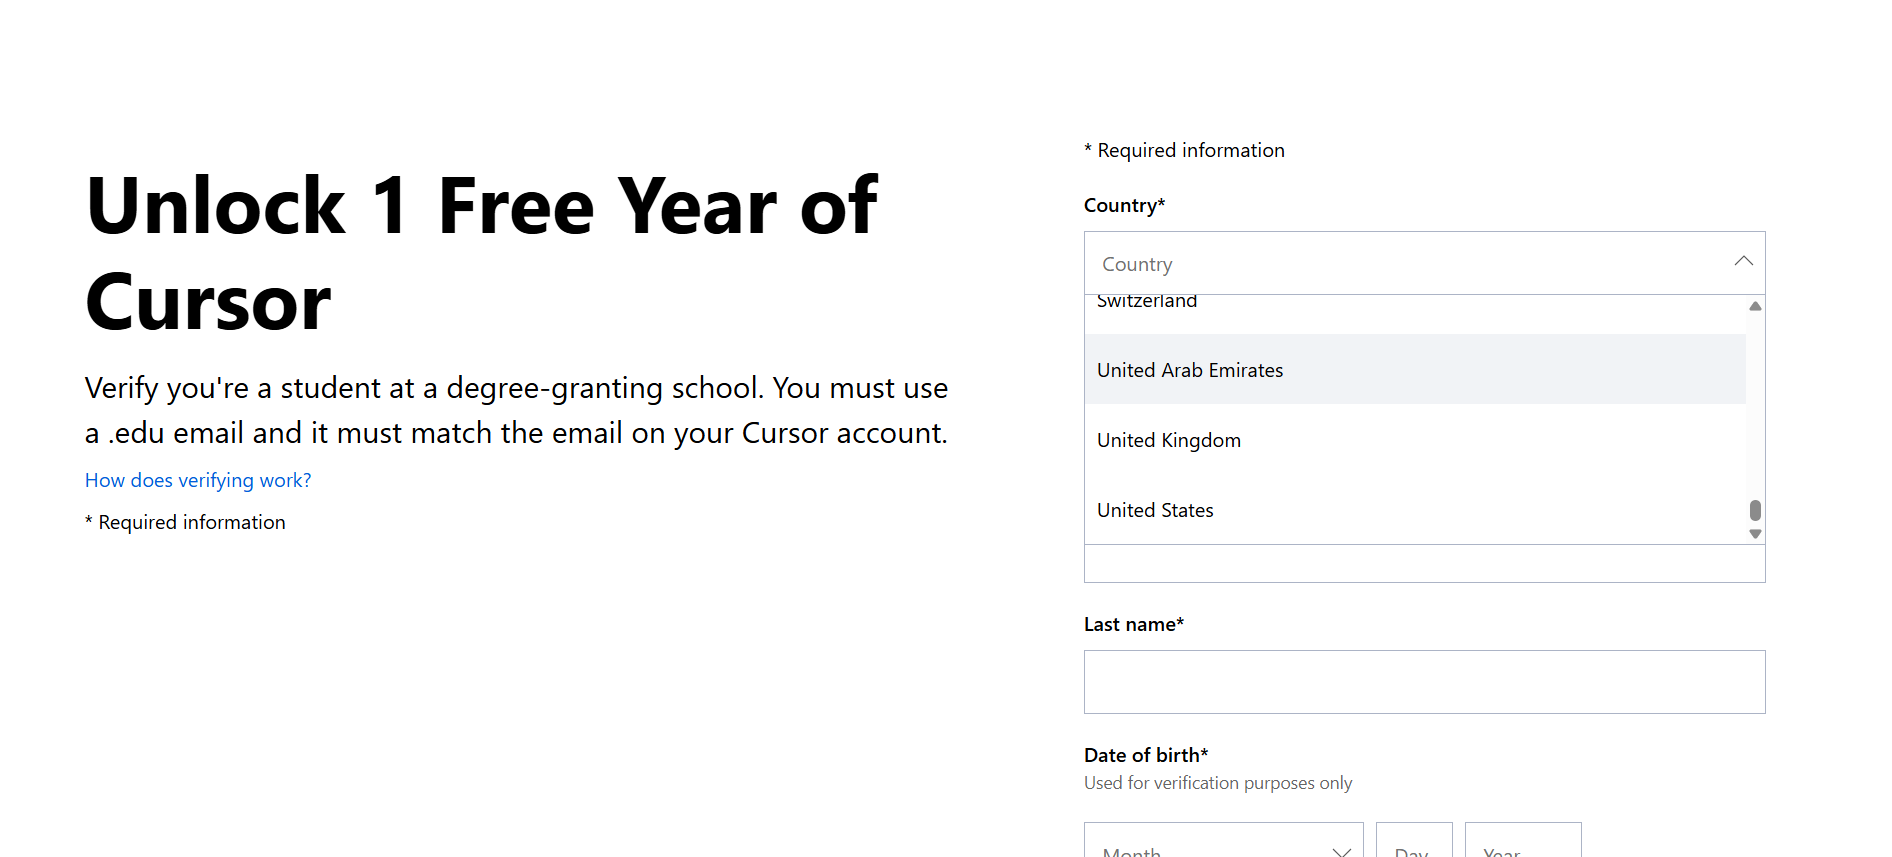 Unlock 1 Free Year of
Cursor
Verify you're a student at a degree-granting school. You must use
a .edu email and it must match the email on your Cursor account.
How does verifying work?
* Required information
* Required information
Country*
Country
Switzerland
United Arab Emirates
United Kingdom
United States
Last name*
Date of birth*
Used for verification purposes only
Month Day Year